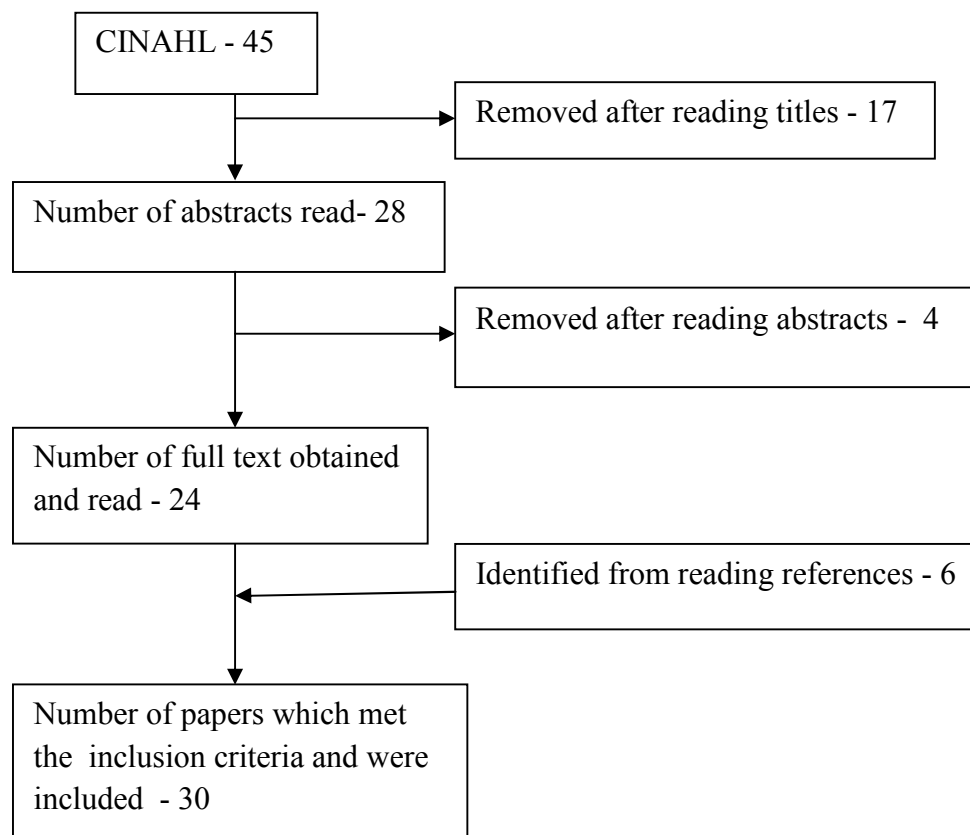 CINAHL - 45
Removed after reading titles - 17
Number of abstracts read- 28
Removed after reading abstracts -  4
Number of full text obtained
and read - 24
Identified from reading references - 6
Number of papers which met
the  inclusion criteria and were
included  - 30